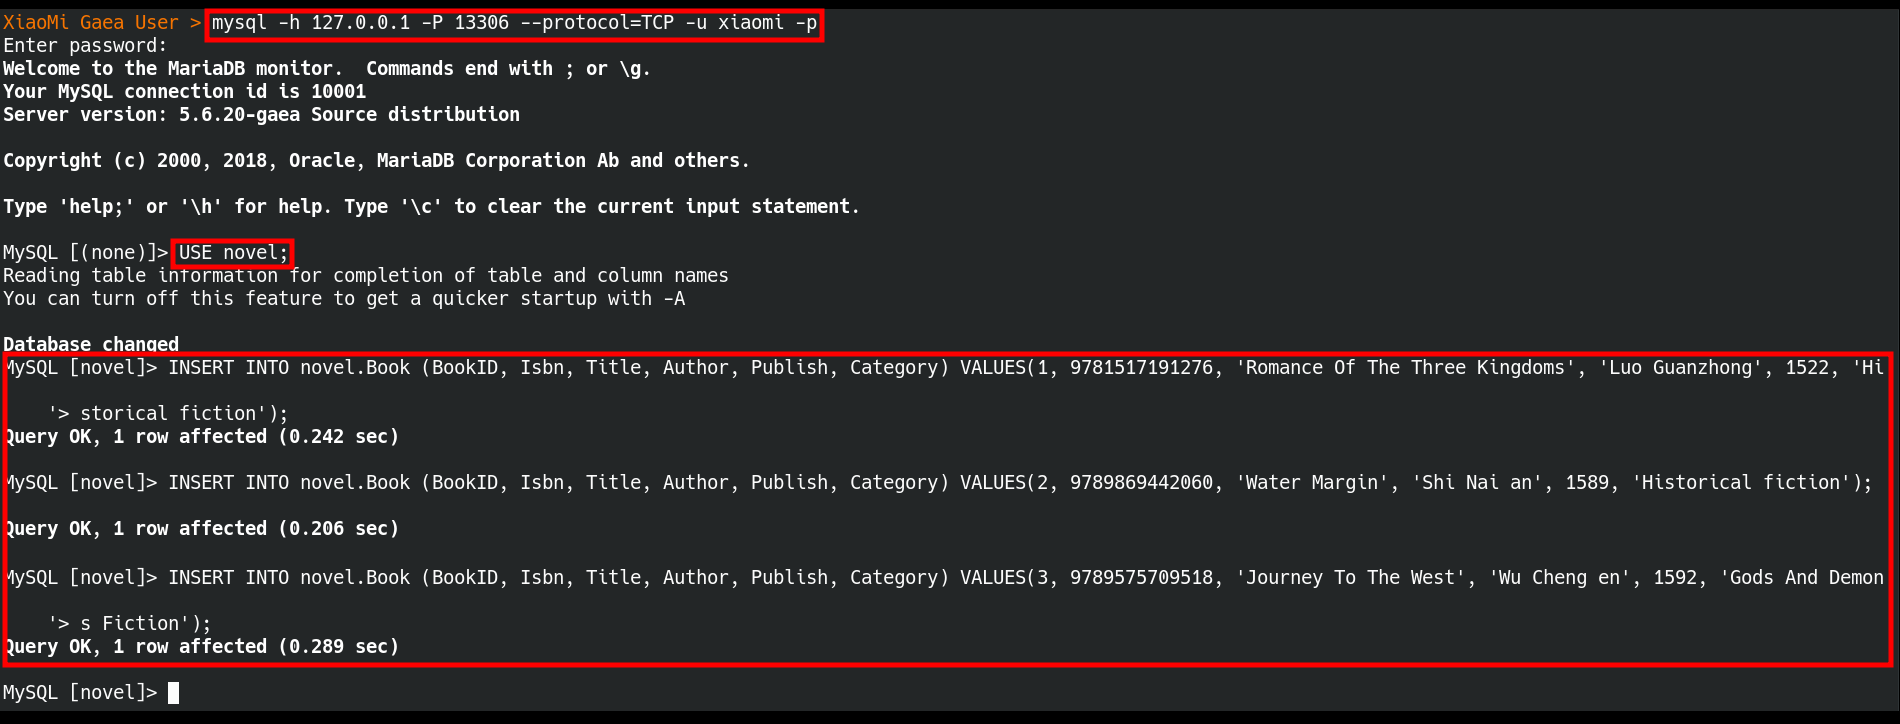 XiaoMi Gaea User > mysql -h 127.0.0.1 -P 13306 --protocol=TCP -u xiaomi -p
Enter password:
Welcome to the MariaDB monitor.  Commands end with ; or \g.
Your MySQL connection id is 10001
Server version: 5.6.20-gaea Source distribution
Copyright (c) 2000, 2018, Oracle, MariaDB Corporation Ab and others.
Type 'help;' or '\h' for help. Type '\c' to clear the current input statement.
MySQL [(none)]> USE novel;
Reading table information for completion of table and column names
You can turn off this feature to get a quicker startup with -A
Database changed
MySQL [novel]> INSERT INTO novel.Book (BookID, Isbn, Title, Author, Publish, Category) VALUES(1, 9781517191276, 'Romance Of The Three Kingdoms', 'Luo Guanzhong', 1522, 'Hi
'> storical fiction');
Query OK, 1 row affected (0.242 sec)
MySQL [novel]> INSERT INTO novel.Book (BookID, Isbn, Title, Author, Publish, Category) VALUES(2, 9789869442060, 'Water Margin', 'Shi Nai an', 1589, 'Historical fiction');
Query OK, 1 row affected (0.206 sec)
MySQL [novel]> INSERT INTO novel.Book (BookID, Isbn, Title, Author, Publish, Category) VALUES(3, 9789575709518, 'Journey To The West', 'Wu Cheng en', 1592, 'Gods And Demon
'> s Fiction');
Query OK, 1 row affected (0.289 sec)
MySQL [novel]>